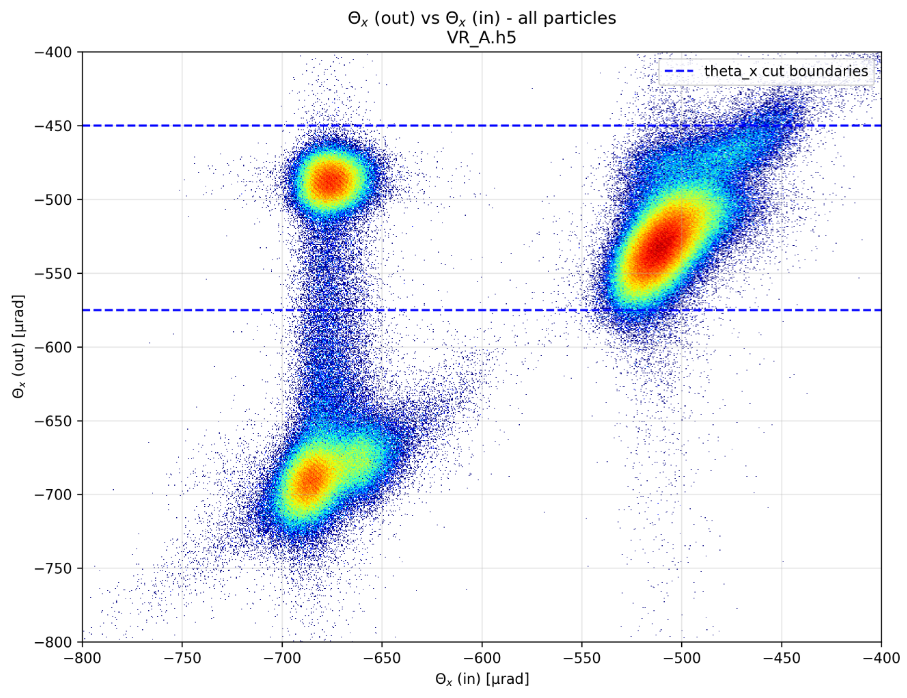 Θₓ (out) vs Θₓ (in) - all particles
VR_A.h5
theta_x cut boundaries
−400
−450
−500
−550
−600
−650
−700
−750
−800
Θₓ (out) [μrad]
−800 −750 −700 −650 −600 −550 −500 −450 −400
Θₓ (in) [μrad]